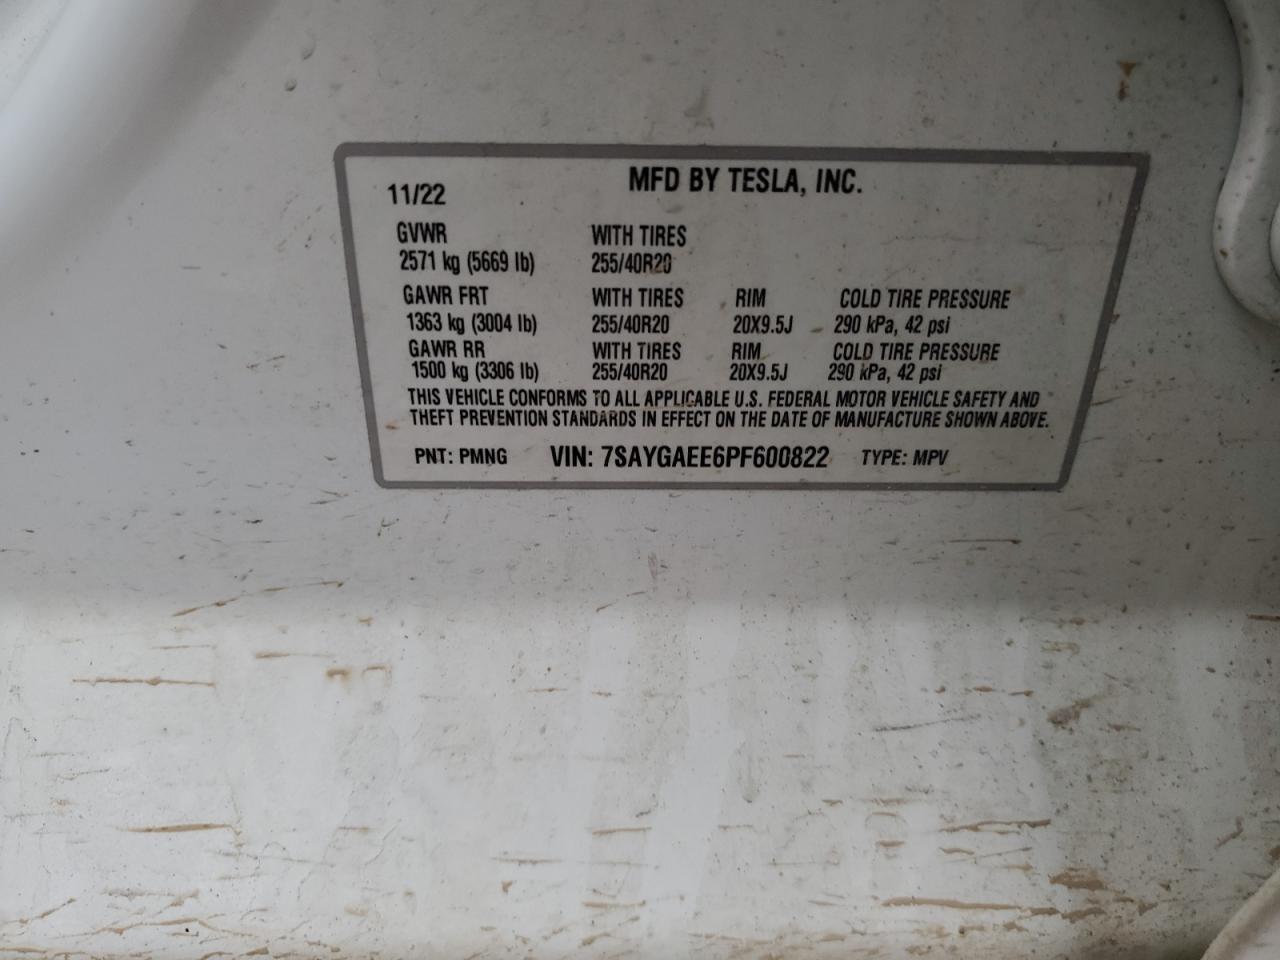 MFD BY TESLA, INC.
11/22
GVWR WITH TIRES
2571 kg (5669 lb) 255/40R20
GAWR FRT WITH TIRES RIM COLD TIRE PRESSURE
1363 kg (3004 lb) 255/40R20 20X9.5J 290 kPa, 42 psi
GAWR RR WITH TIRES RIM COLD TIRE PRESSURE
1500 kg (3306 lb) 255/40R20 20X9.5J 290 kPa, 42 psi
THIS VEHICLE CONFORMS TO ALL APPLICABLE U.S. FEDERAL MOTOR VEHICLE SAFETY AND
THEFT PREVENTION STANDARDS IN EFFECT ON THE DATE OF MANUFACTURE SHOWN ABOVE.
PNT: PMNG VIN: 7SAYGAEE6PF600822 TYPE: MPV